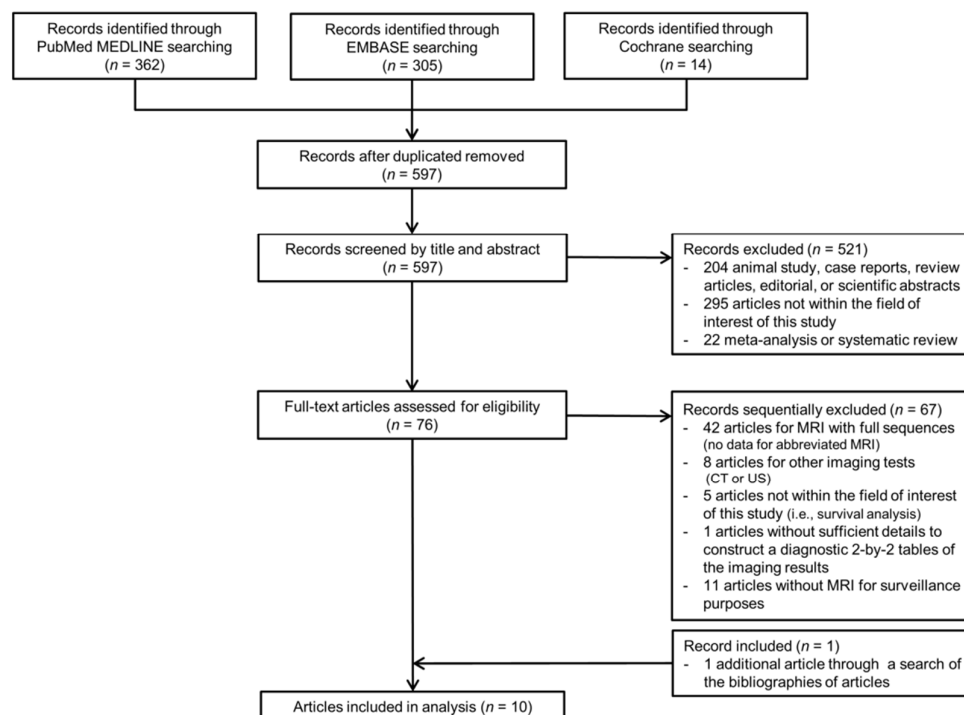 Records identified through
PubMed MEDLINE searching
(n = 362)
Records identified through
EMBASE searching
(n = 305)
Records identified through
Cochrane searching
(n = 14)
Records after duplicated removed
(n = 597)
Records screened by title and abstract
(n = 597)
Records excluded (n = 521)
- 204 animal study, case reports, review
articles, editorial, or scientific abstracts
- 295 articles not within the field of
interest of this study
- 22 meta-analysis or systematic review
Full-text articles assessed for eligibility
(n = 76)
Records sequentially excluded (n = 67)
- 42 articles for MRI with full sequences
(no data for abbreviated MRI)
- 8 articles for other imaging tests
(CT or US)
- 5 articles not within the field of interest
of this study (i.e., survival analysis)
- 1 articles without sufficient details to
construct a diagnostic 2-by-2 tables of
the imaging results
- 11 articles without MRI for surveillance
purposes
Record included (n = 1)
- 1 additional article through a search of
the bibliographies of articles
Articles included in analysis (n = 10)